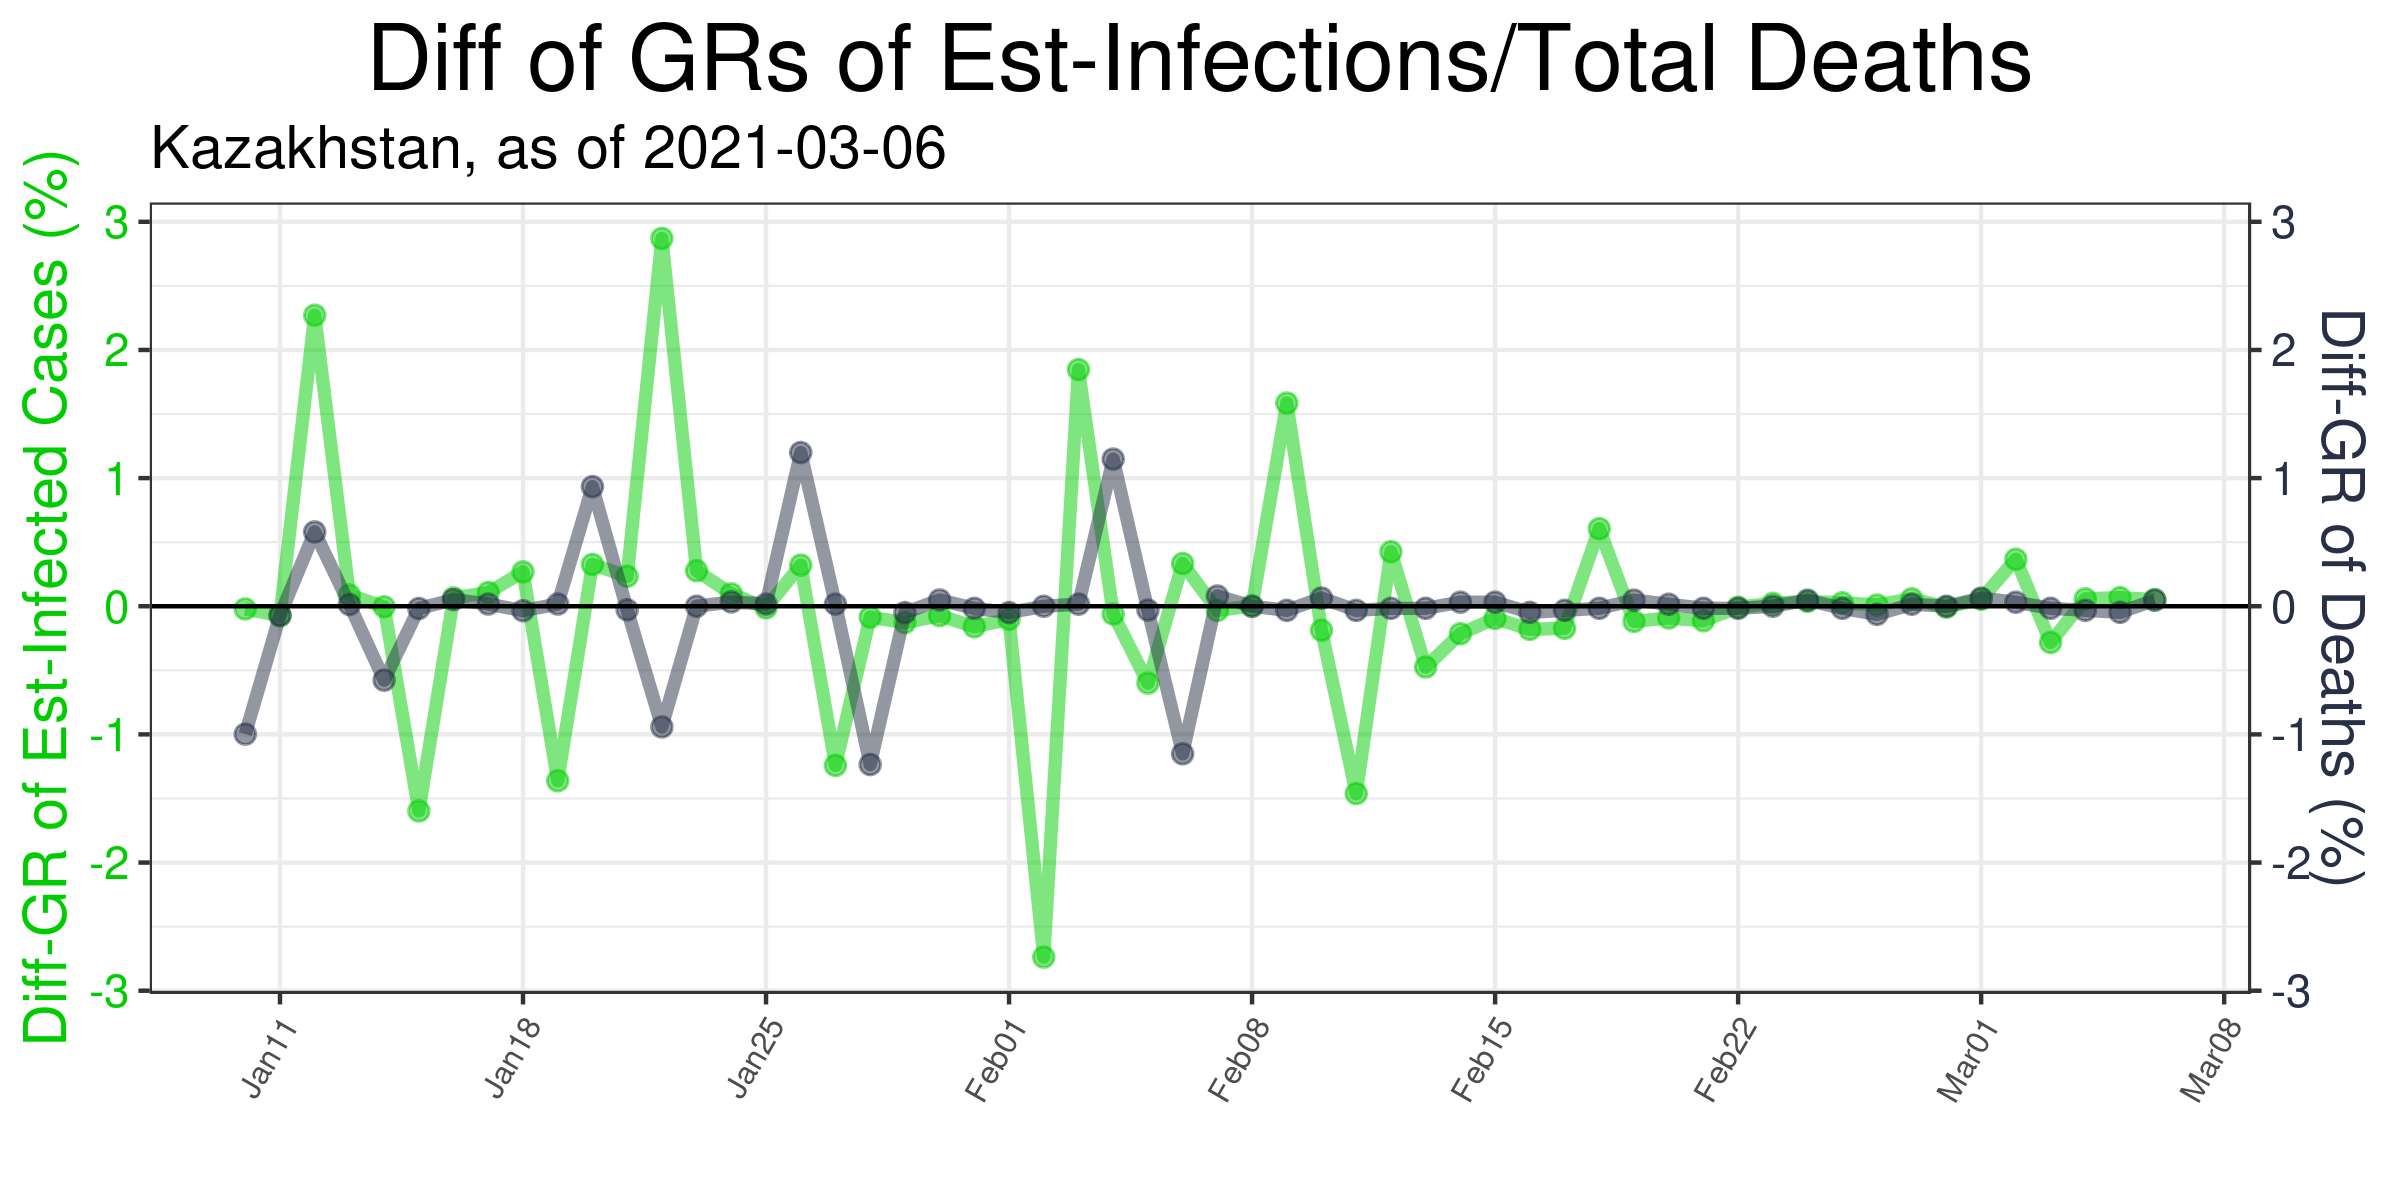 Diff of GRs of Est-Infections/Total Deaths
Kazakhstan, as of 2021-03-06
Diff-GR of Est-Infected Cases (%)
3
2
1
0
-1
-2
-3
3
2
1
0
-1
-2
-3
Diff-GR of Deaths (%)
Jan11
Jan18
Jan25
Feb01
Feb08
Feb15
Feb22
Mar01
Mar08